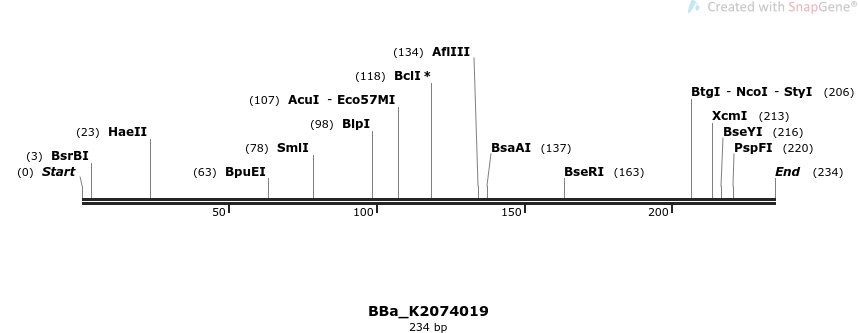 Created with SnapGene®
(134) AflIII
(118) BclI *
BtgI - NcoI - StyI (206)
(107) AcuI - Eco57MI
XcmI (213)
(98) BlpI
(23) HaeII
BseYI (216)
(78) SmlI
BsaAI (137)
PspFI (220)
(3) BsrBI
(0) Start
(63) BpuEI
BseRI (163)
End (234)
50
100
150
200
BBa_K2074019
234 bp